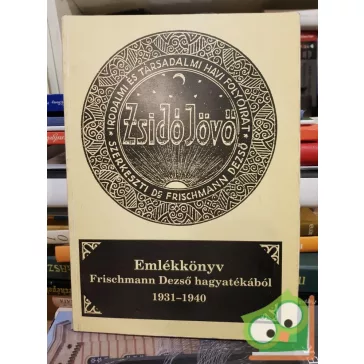 IRODALMI ÉS TÁRSADALMI HAVI FOLYÓIRAT
Zsidó Jövő
SZERKESZTI DR FRISCHMANN DEZSŐ
Emlékkönyv
Frischmann Dezső hagyatékából
1931–1940